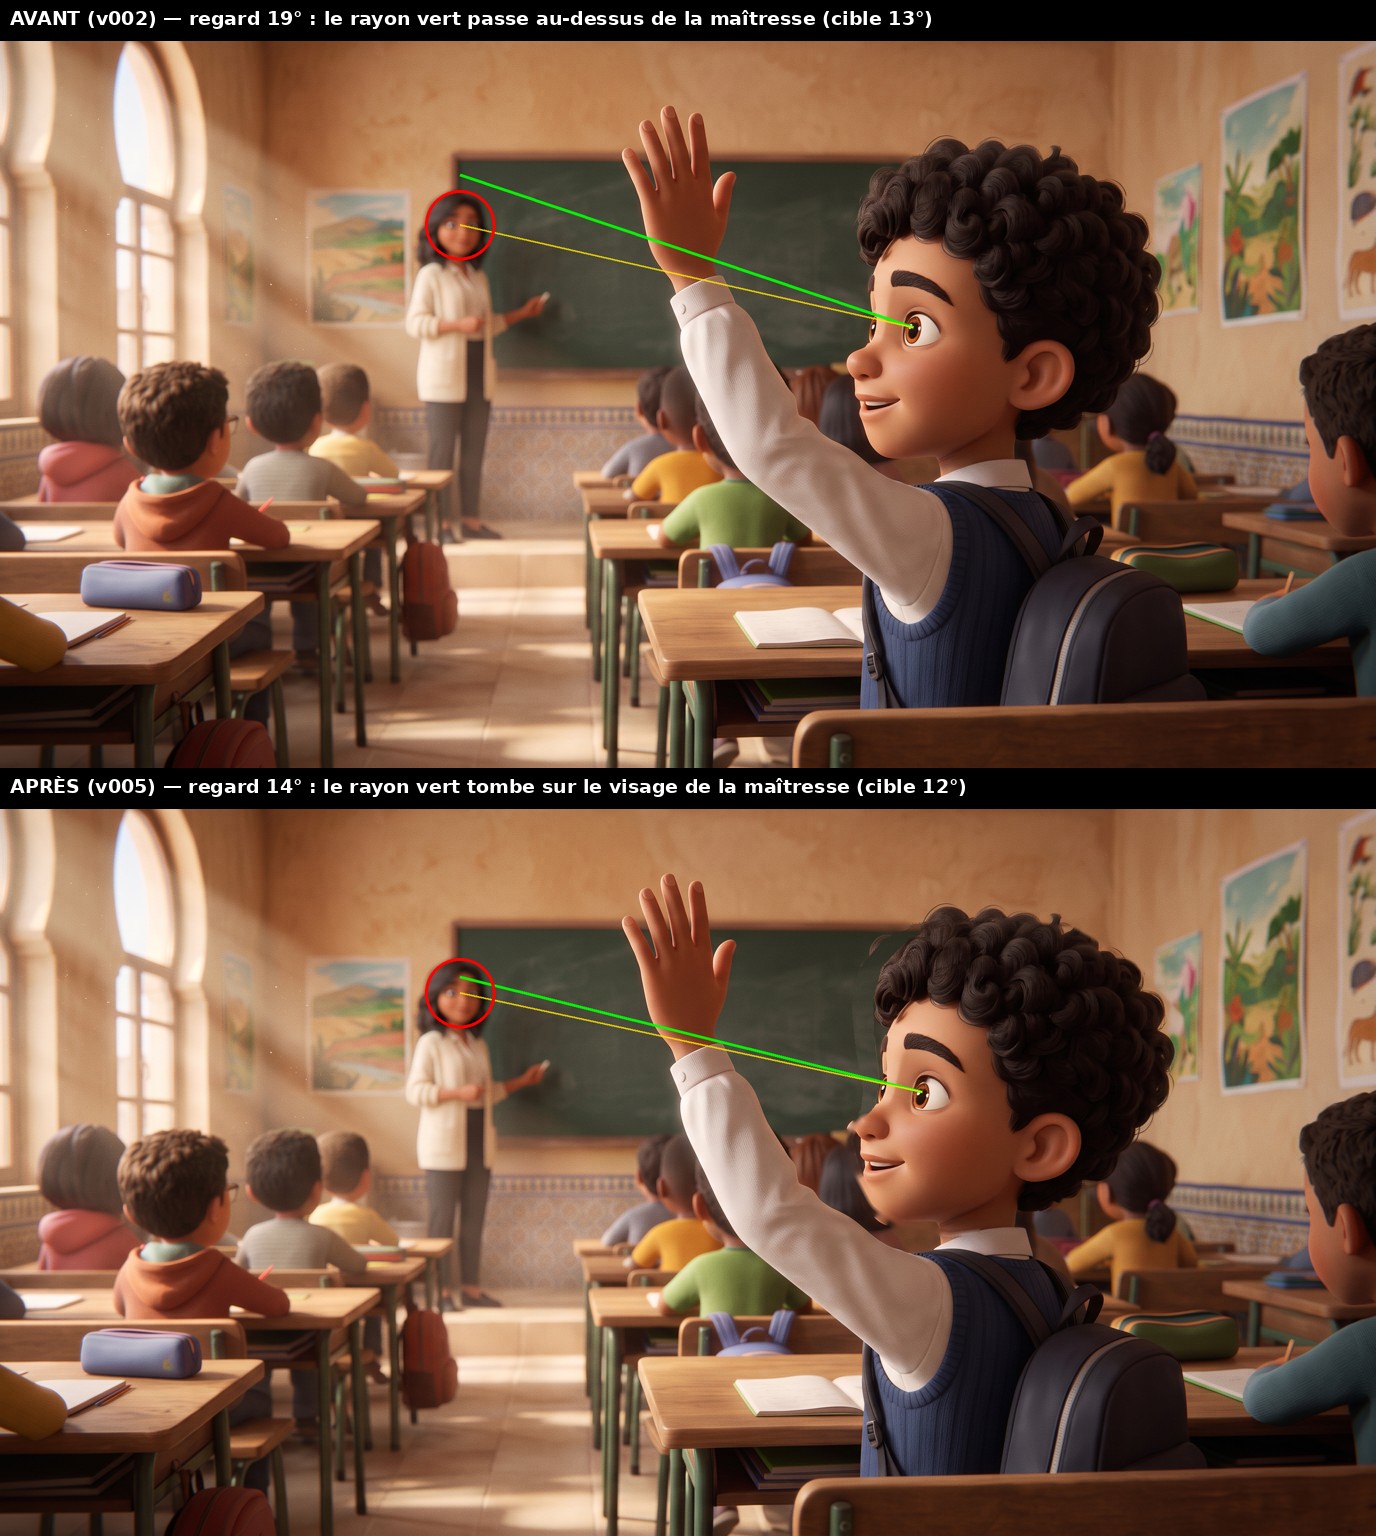 AVANT (v002) — regard 19° : le rayon vert passe au-dessus de la maîtresse (cible 13°)
APRÈS (v005) — regard 14° : le rayon vert tombe sur le visage de la maîtresse (cible 12°)